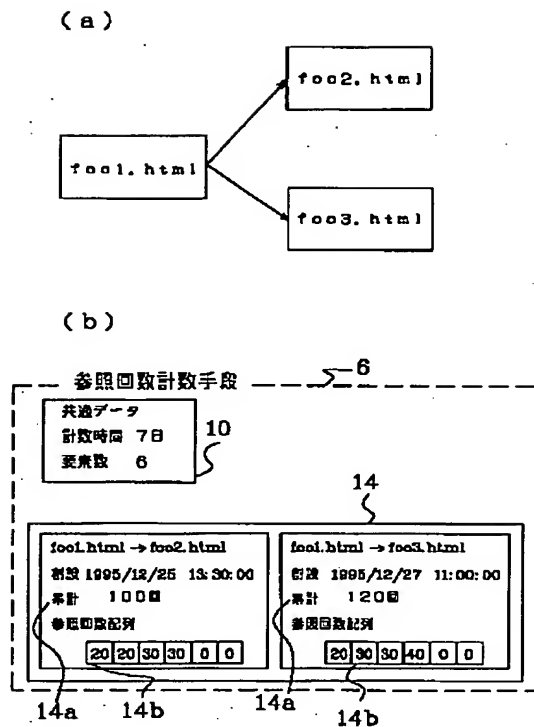 (a)
foo2.html
foo1.html
foo3.html
(b)
参照回数計数手段
6
共通データ
計数時間 7日
要素数 6
10
14
foo1.html → foo2.html
創設 1995/12/25 13:30:00
累計 100回
参照回数配列
20 20 30 30 0 0
foo1.html → foo3.html
創設 1995/12/27 11:00:00
累計 120回
参照回数配列
20 30 30 40 0 0
14a
14b
14a
14b